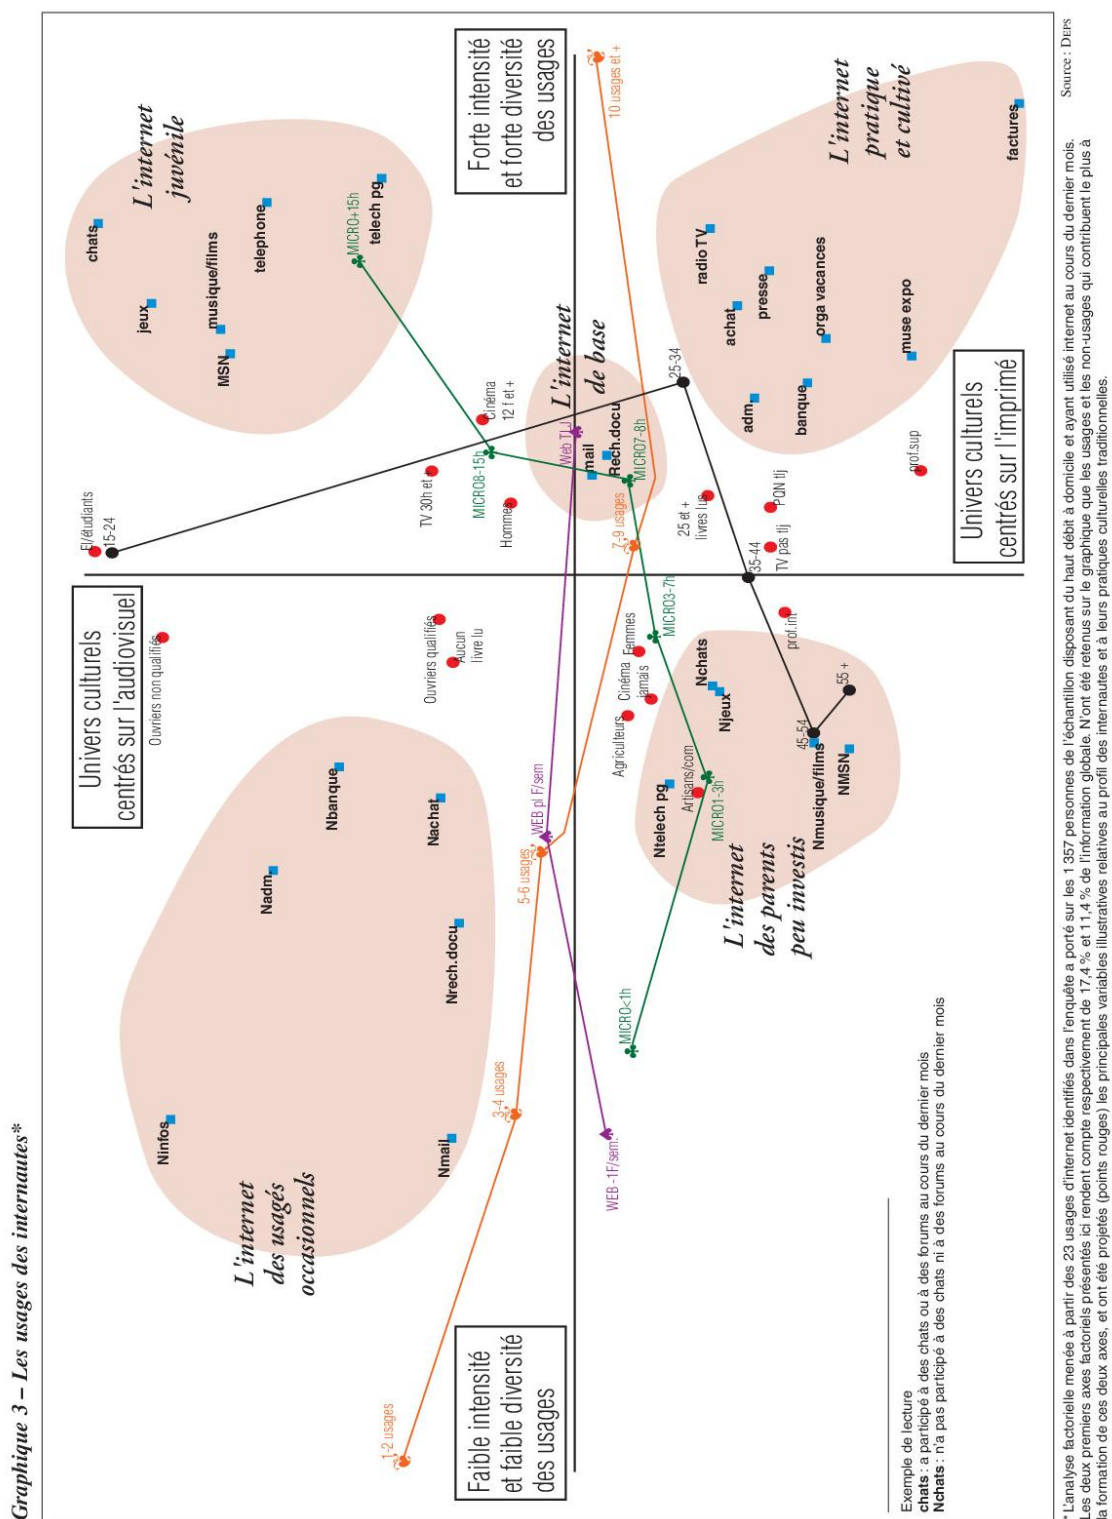 Graphique 3 – Les usages des internautes*
Univers culturels
centrés sur l'audiovisuel
El/étudiants
15-24
Ouvriers non qualifiés
chats
jeux
musique/films
MSN
telephone
telech pg
L'internet
juvénile
MICRO+15h
Nbanque
Nadm.
Nachat
Nrech.docu
Ninfos
Nmail
L'internet
des usagés
occasionnels
Ouvriers qualifiés
Aucun
livre lu
TV 30h et +
MICRO8-15h
Cinéma
12 f et +
Hommes
1-2 usages
3-4 usages
5-6 usages
WEB pl F/sem
Web TLJ
Faible intensité
et faible diversité
des usages
Forte intensité
et forte diversité
des usages
10 usages et +
L'internet
de base
mail
Rech.docu
MICRO7-8h
7-9 usages
WEB -1F/sem.
MICRO<1h
Agriculteurs
Cinéma
jamais
Femmes
MICRO3-7h
25-34
25 et +
livres lus
Ntelech pg
Artisans/com
MICRO1-3h
Nchats
Njeux
35-44
TV pas tlj
PQN tlj
prof.int
45-54
Nmusique/films
NMSN
55 +
L'internet
des parents
peu investis
radio TV
achat
presse
adm
orga vacances
banque
muse expo
prof.sup
factures
L'internet
pratique
et cultivé
Univers culturels
centrés sur l'imprimé
Exemple de lecture
chats : a participé à des chats ou à des forums au cours du dernier mois
Nchats : n'a pas participé à des chats ni à des forums au cours du dernier mois
Source : DEPS
* L'analyse factorielle menée à partir des 23 usages d'internet identifiés dans l'enquête a porté sur les 1 357 personnes de l'échantillon disposant du haut débit à domicile et ayant utilisé internet au cours du dernier mois.
Les deux premiers axes factoriels présentés ici rendent compte respectivement de 17,4 % et 11,4 % de l'information globale. N'ont été retenus sur le graphique que les usages et les non-usages qui contribuent le plus à
la formation de ces deux axes, et ont été projetés (points rouges) les principales variables illustratives relatives au profil des internautes et à leurs pratiques culturelles traditionnelles.